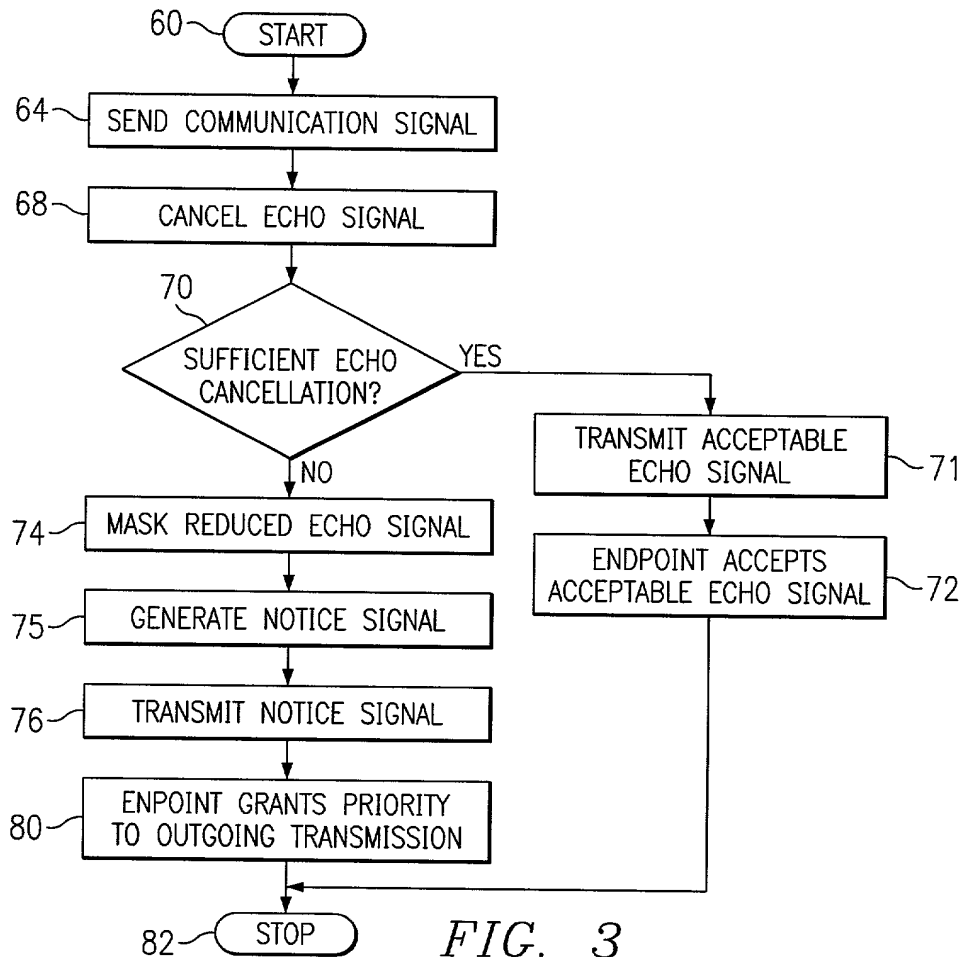 60
START
64
SEND COMMUNICATION SIGNAL
68
CANCEL ECHO SIGNAL
70
SUFFICIENT ECHO
CANCELLATION?
YES
NO
TRANSMIT ACCEPTABLE
ECHO SIGNAL
71
ENDPOINT ACCEPTS
ACCEPTABLE ECHO SIGNAL
72
74
MASK REDUCED ECHO SIGNAL
75
GENERATE NOTICE SIGNAL
76
TRANSMIT NOTICE SIGNAL
80
ENPOINT GRANTS PRIORITY
TO OUTGOING TRANSMISSION
82
STOP
FIG. 3